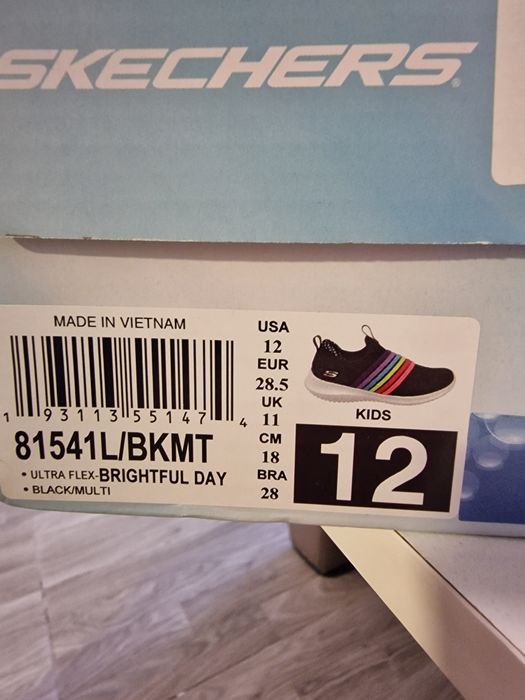 SKECHERS
MADE IN VIETNAM
1 93113 55147 4
81541L/BKMT
• ULTRA FLEX-BRIGHTFUL DAY
• BLACK/MULTI
USA
12
EUR
28.5
UK
11
CM
18
BRA
28
KIDS
12